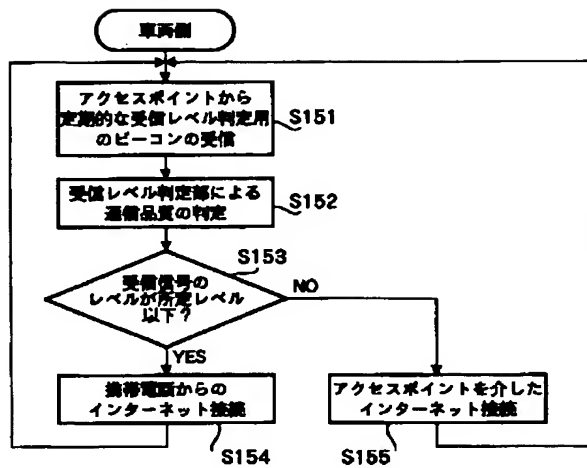 車両側
アクセスポイントから
定期的な受信レベル判定用
のビーコンの受信
S151
受信レベル判定部による
通信品質の判定
S152
S153
受信信号の
レベルが所定レベル
以下?
NO
YES
携帯電話からの
インターネット接続
アクセスポイントを介した
インターネット接続
S154
S155